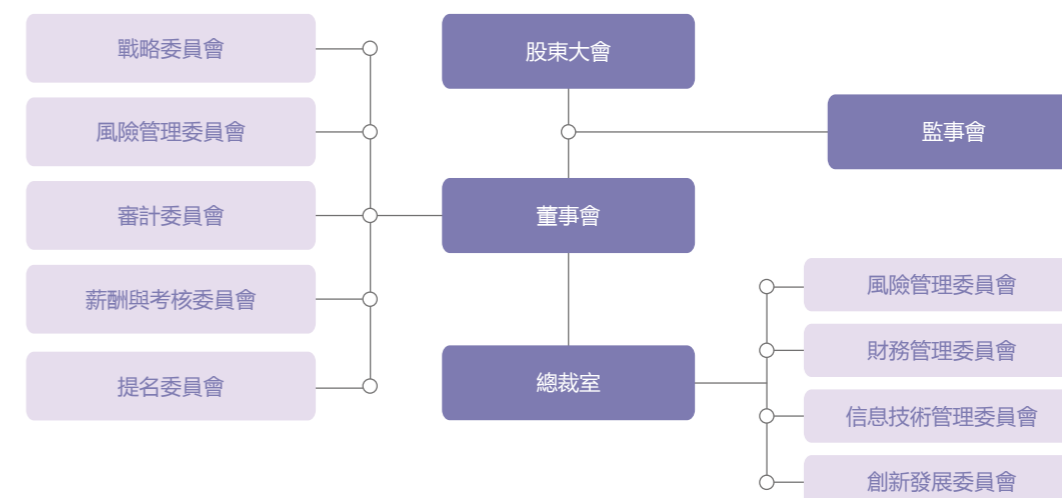 戰略委員會
風險管理委員會
審計委員會
薪酬與考核委員會
提名委員會
股東大會
監事會
董事會
總裁室
風險管理委員會
財務管理委員會
信息技術管理委員會
創新發展委員會